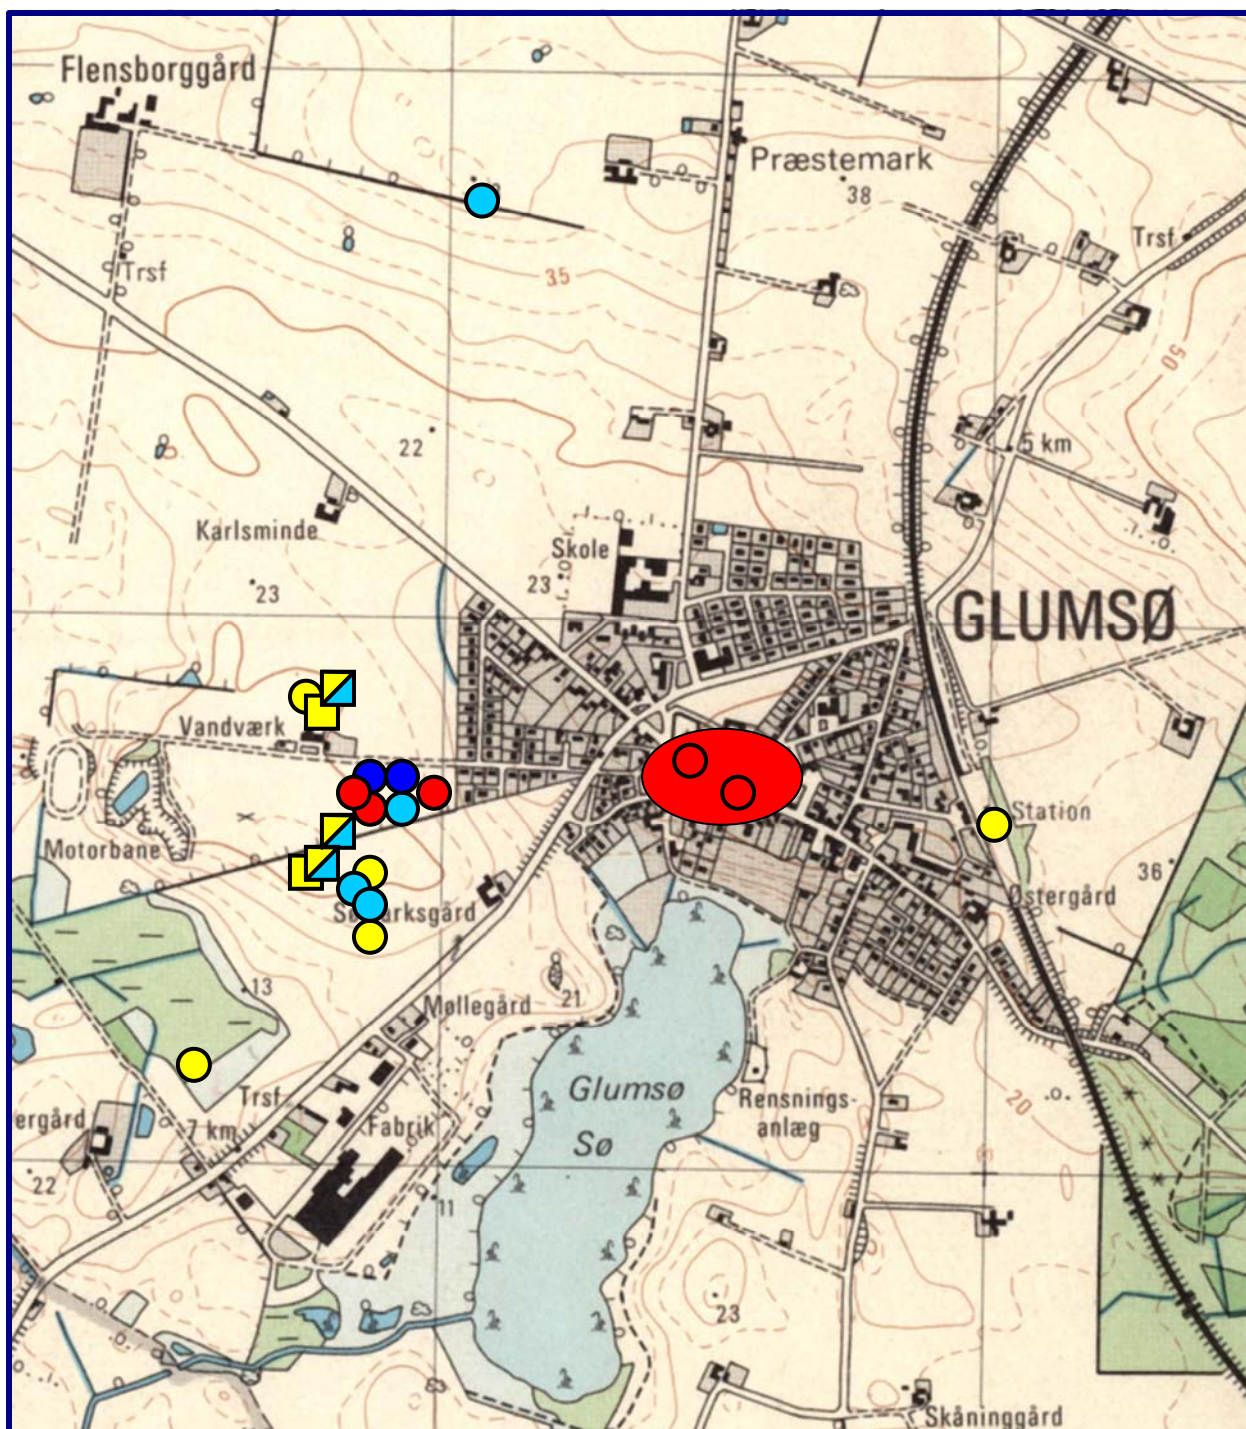 Flensborggård
Præstemark
38
Trsf
Trsf
35
50
22
5 km
Karlsminde
Skole
23
23
GLUMSØ
Vandværk
Station
Motorbane
36
Østergård
13
21
Møllegård
Glumsø
Sø
Rensnings-
anlæg
20
Trsf
7 km
Fabrik
ergård
22
11
23
Skåninggård